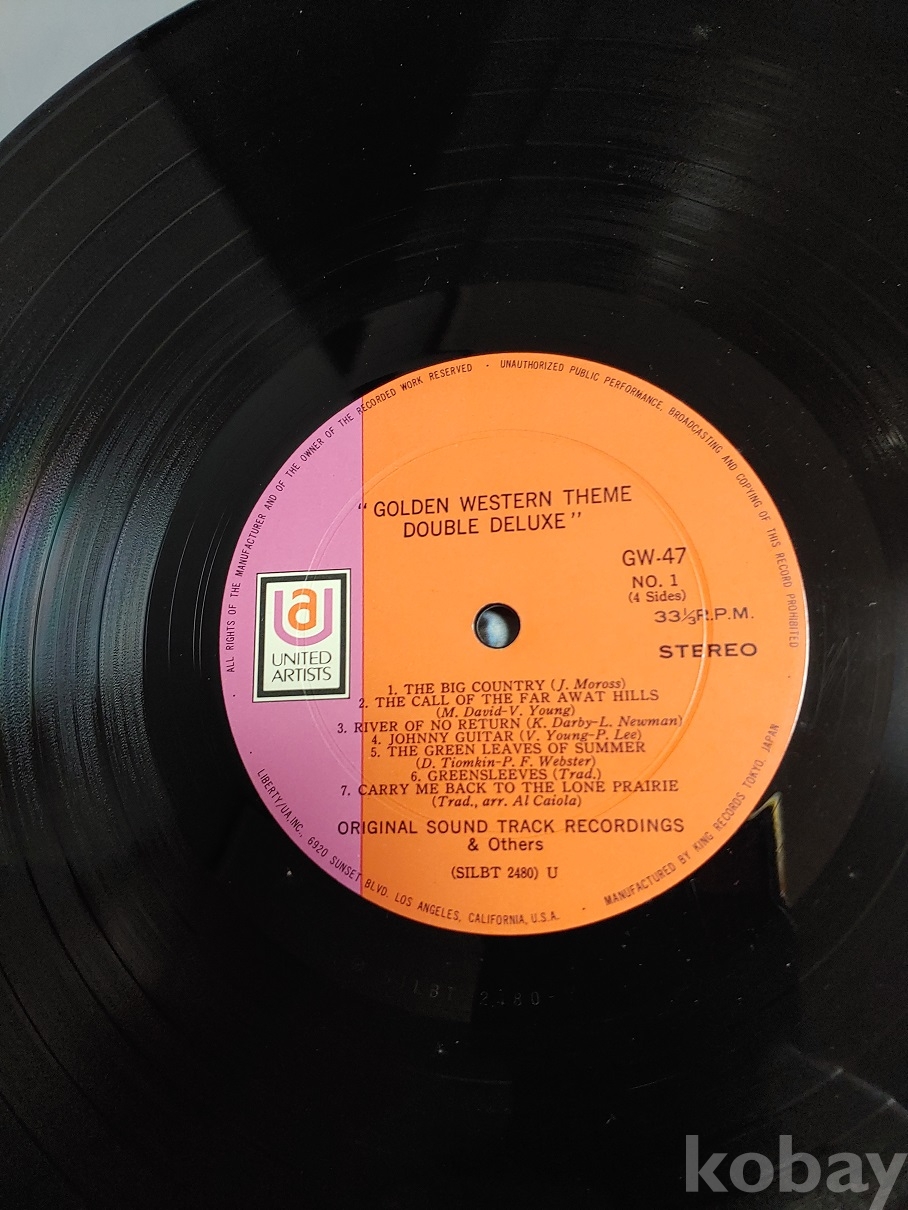 ALL RIGHTS OF THE MANUFACTURER AND OF THE OWNER OF THE RECORDED WORK RESERVED · UNAUTHORIZED PUBLIC PERFORMANCE, BROADCASTING AND COPYING OF THIS RECORD PROHIBITED
“GOLDEN WESTERN THEME
DOUBLE DELUXE”
GW-47
NO. 1
(4 Sides)
33⅓R.P.M.
STEREO
ua
UNITED
ARTISTS
1. THE BIG COUNTRY (J. Moross)
2. THE CALL OF THE FAR AWAT HILLS
(M. David-V. Young)
3. RIVER OF NO RETURN (K. Darby-L. Newman)
4. JOHNNY GUITAR (V. Young-P. Lee)
5. THE GREEN LEAVES OF SUMMER
(D. Tiomkin-P. F. Webster)
6. GREENSLEEVES (Trad.)
7. CARRY ME BACK TO THE LONE PRAIRIE
(Trad., arr. Al Caiola)
ORIGINAL SOUND TRACK RECORDINGS
& Others
(SILBT 2480) U
LIBERTY/UA, INC., 6920 SUNSET BLVD. LOS ANGELES, CALIFORNIA, U.S.A. · MANUFACTURED BY KING RECORDS TOKYO, JAPAN
LBT 2480
kobay